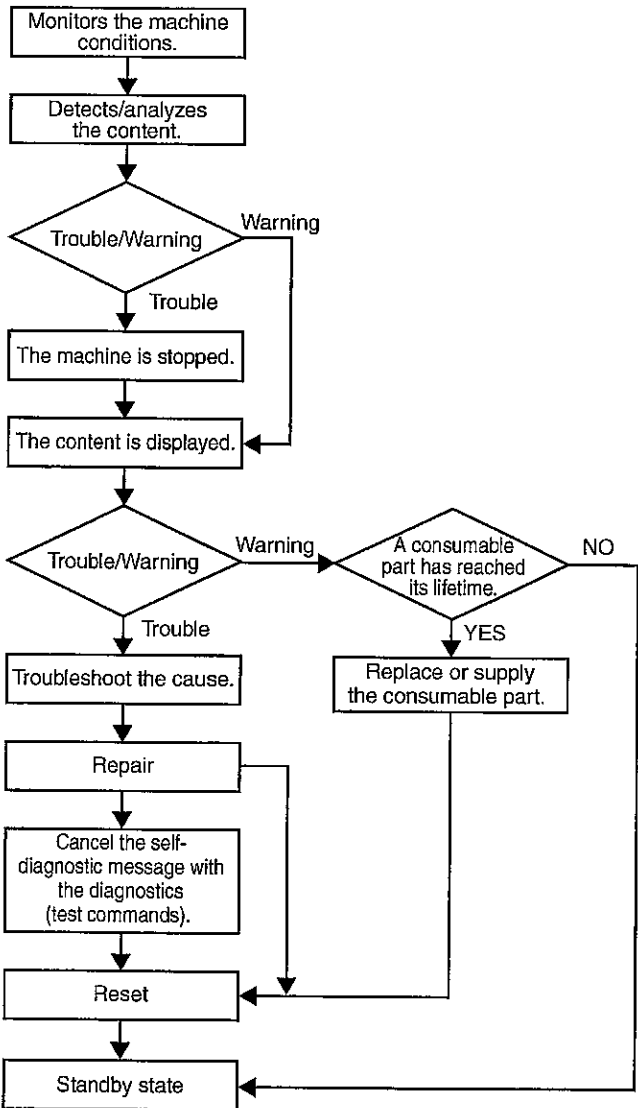 Monitors the machine
conditions.
Detects/analyzes
the content.
Trouble/Warning
Warning
Trouble
The machine is stopped.
The content is displayed.
Trouble/Warning
Warning
A consumable
part has reached
its lifetime.
NO
Trouble
YES
Troubleshoot the cause.
Replace or supply
the consumable part.
Repair
Cancel the self-
diagnostic message with
the diagnostics
(test commands).
Reset
Standby state